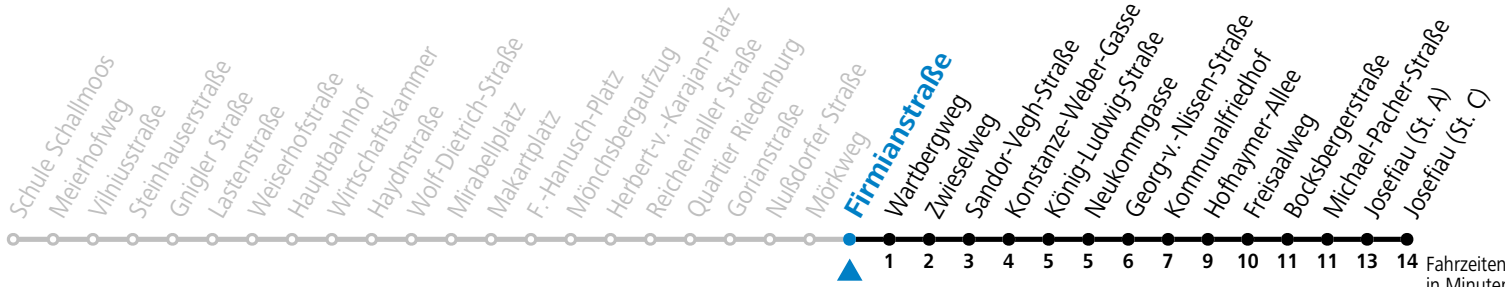 Schule Schallmoos
Meierhofweg
Vilniusstraße
Steinhauserstraße
Gnigler Straße
Lastenstraße
Weiserhofstraße
Hauptbahnhof
Wirtschaftskammer
Haydnstraße
Wolf-Dietrich-Straße
Mirabellplatz
Makartplatz
F.-Hanusch-Platz
Mönchsbergaufzug
Herbert-v.-Karajan-Platz
Reichenhaller Straße
Quartier Riedenburg
Gorianstraße
Nußdorfer Straße
Mörkweg
Firmianstraße
Wartbergweg
Zwieselweg
Sandor-Vegh-Straße
Konstanze-Weber-Gasse
König-Ludwig-Straße
Neukommgasse
Georg-v.-Nissen-Straße
Kommunalfriedhof
Hofhaymer-Allee
Freisaalweg
Bocksbergerstraße
Michael-Pacher-Straße
Josefiau (St. A)
Josefiau (St. C)
1 2 3 4 5 5 6 7 9 10 11 11 13 14 Fahrzeiten
in Minuten